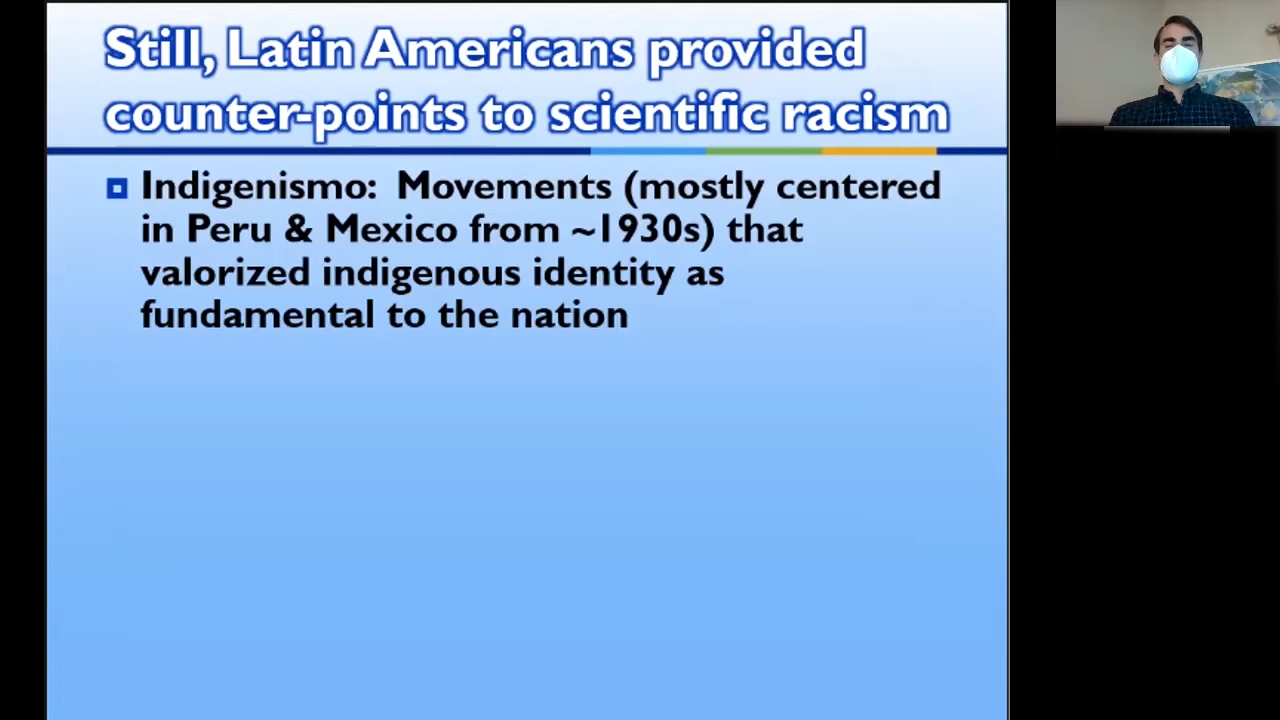 Still, Latin Americans provided
counter-points to scientific racism
Indigenismo: Movements (mostly centered
in Peru & Mexico from ~1930s) that
valorized indigenous identity as
fundamental to the nation